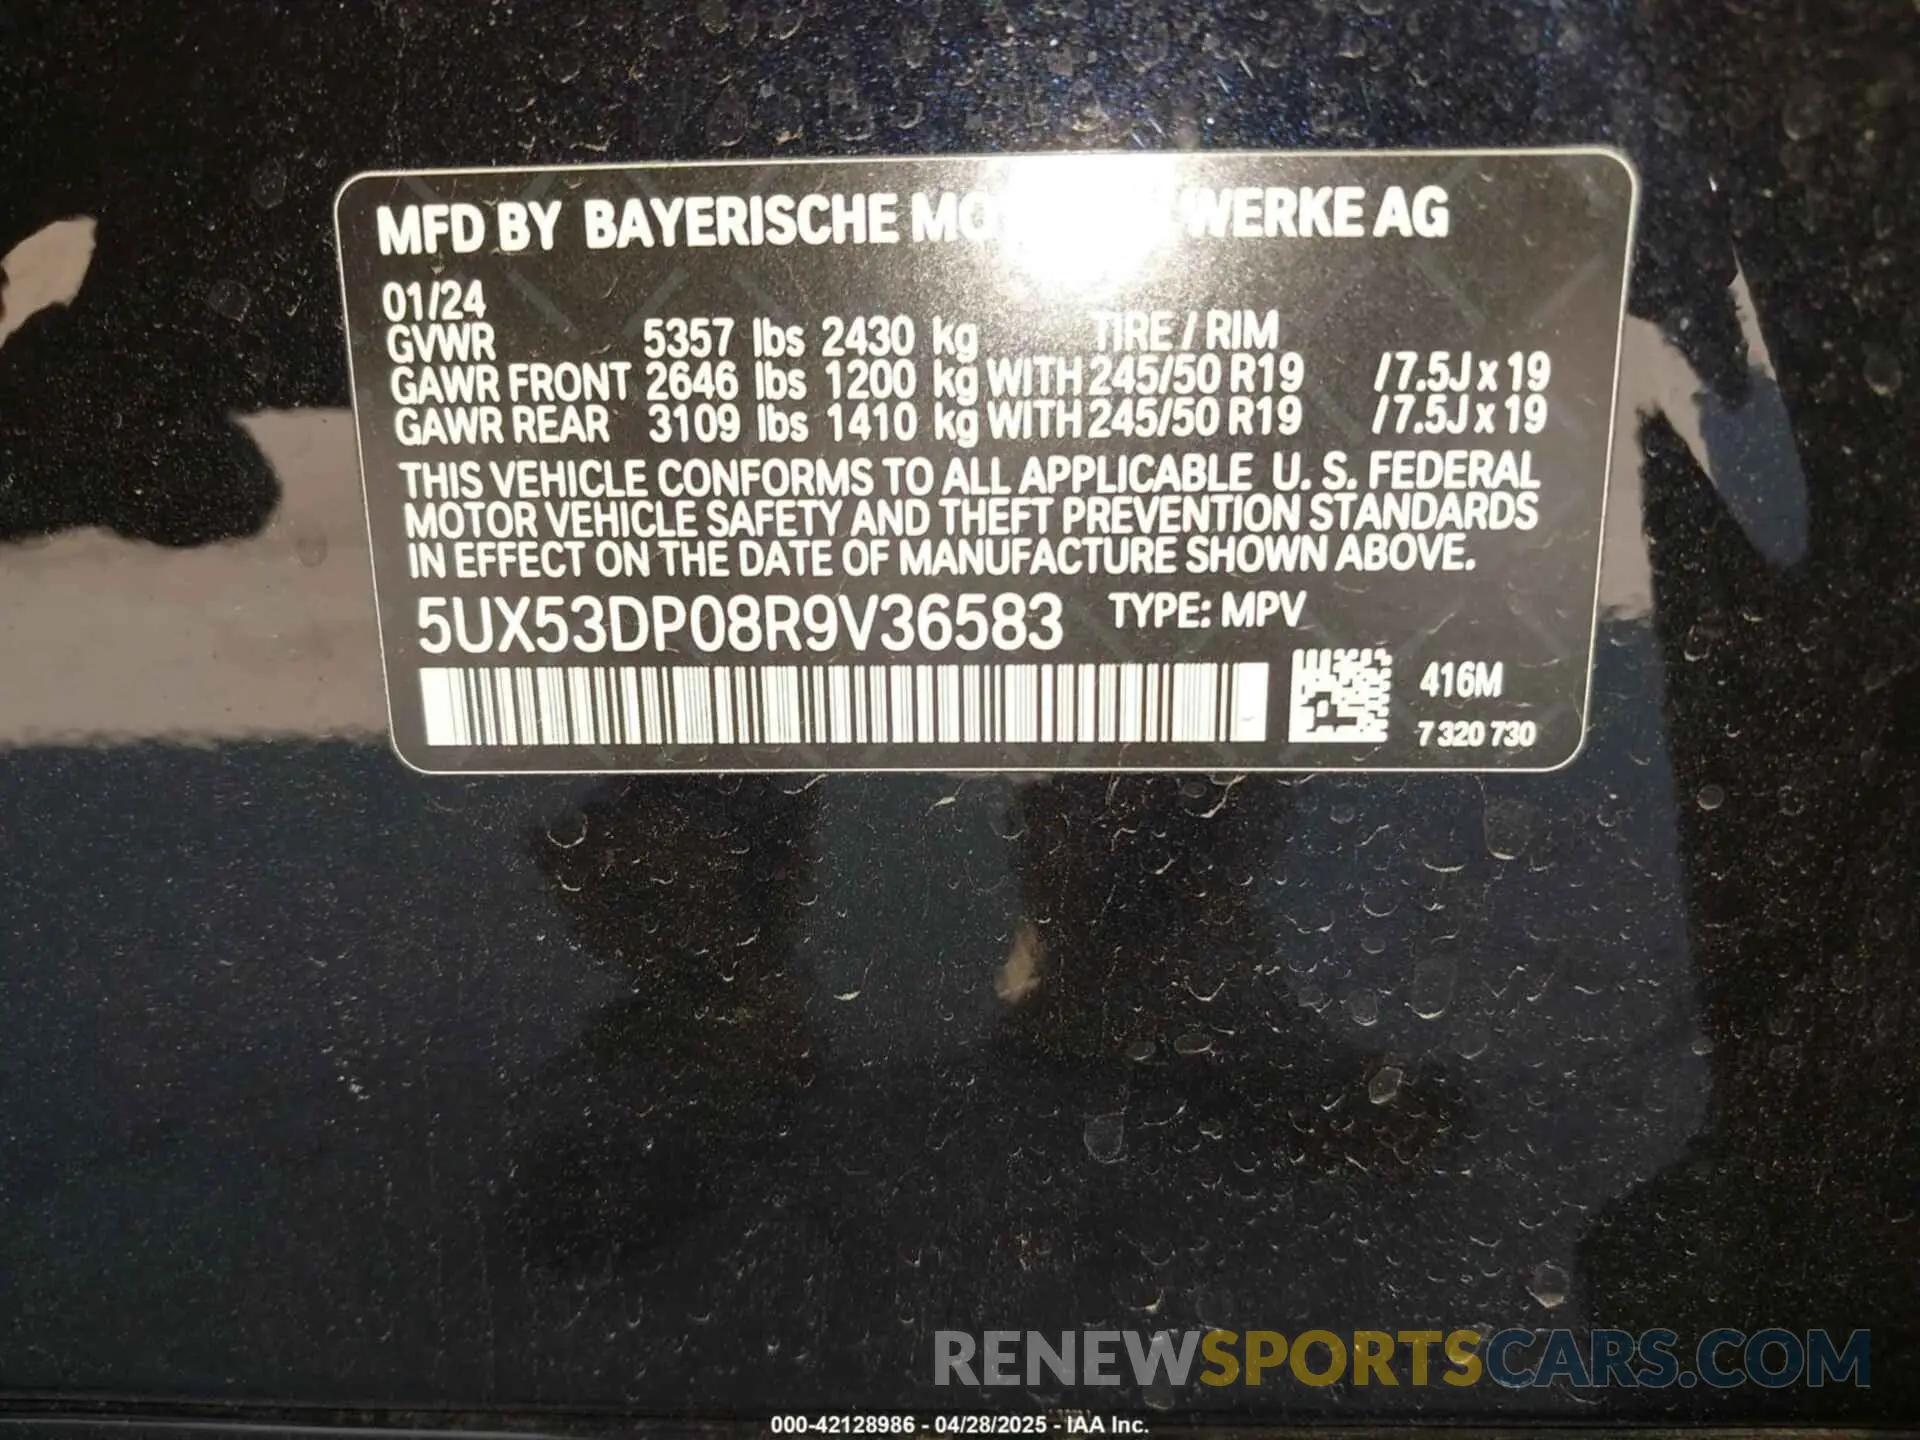 MFD BY BAYERISCHE WERKE AG
01/24
GVWR 5357 lbs 2430 kg TIRE / RIM
GAWR FRONT 2646 lbs 1200 kg WITH 245/50 R19 / 7.5J x 19
GAWR REAR 3109 lbs 1410 kg WITH 245/50 R19 / 7.5J x 19
THIS VEHICLE CONFORMS TO ALL APPLICABLE U. S. FEDERAL
MOTOR VEHICLE SAFETY AND THEFT PREVENTION STANDARDS
IN EFFECT ON THE DATE OF MANUFACTURE SHOWN ABOVE.
5UX53DP08R9V36583 TYPE: MPV
416M
7 320 730
RENEWSPORTSCARS.COM
000-42128986 - 04/28/2025 - IAA Inc.